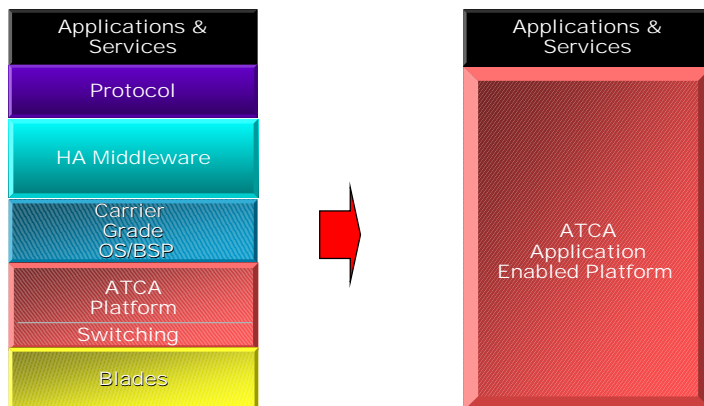 Applications &
Services
Protocol
HA Middleware
Carrier
Grade
OS/BSP
ATCA
Platform
Switching
Blades
Applications &
Services
ATCA
Application
Enabled Platform